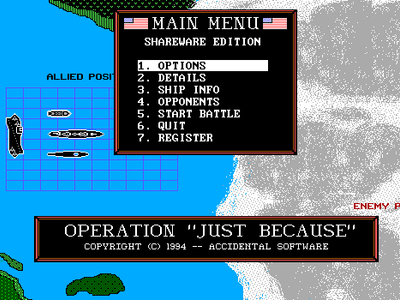 MAIN MENU
SHAREWARE EDITION
1. OPTIONS
2. DETAILS
3. SHIP INFO
4. OPPONENTS
5. START BATTLE
6. QUIT
7. REGISTER
ALLIED
ENEMY
OPERATION "JUST BECAUSE"
COPYRIGHT (C) 1994 -- ACCIDENTAL SOFTWARE